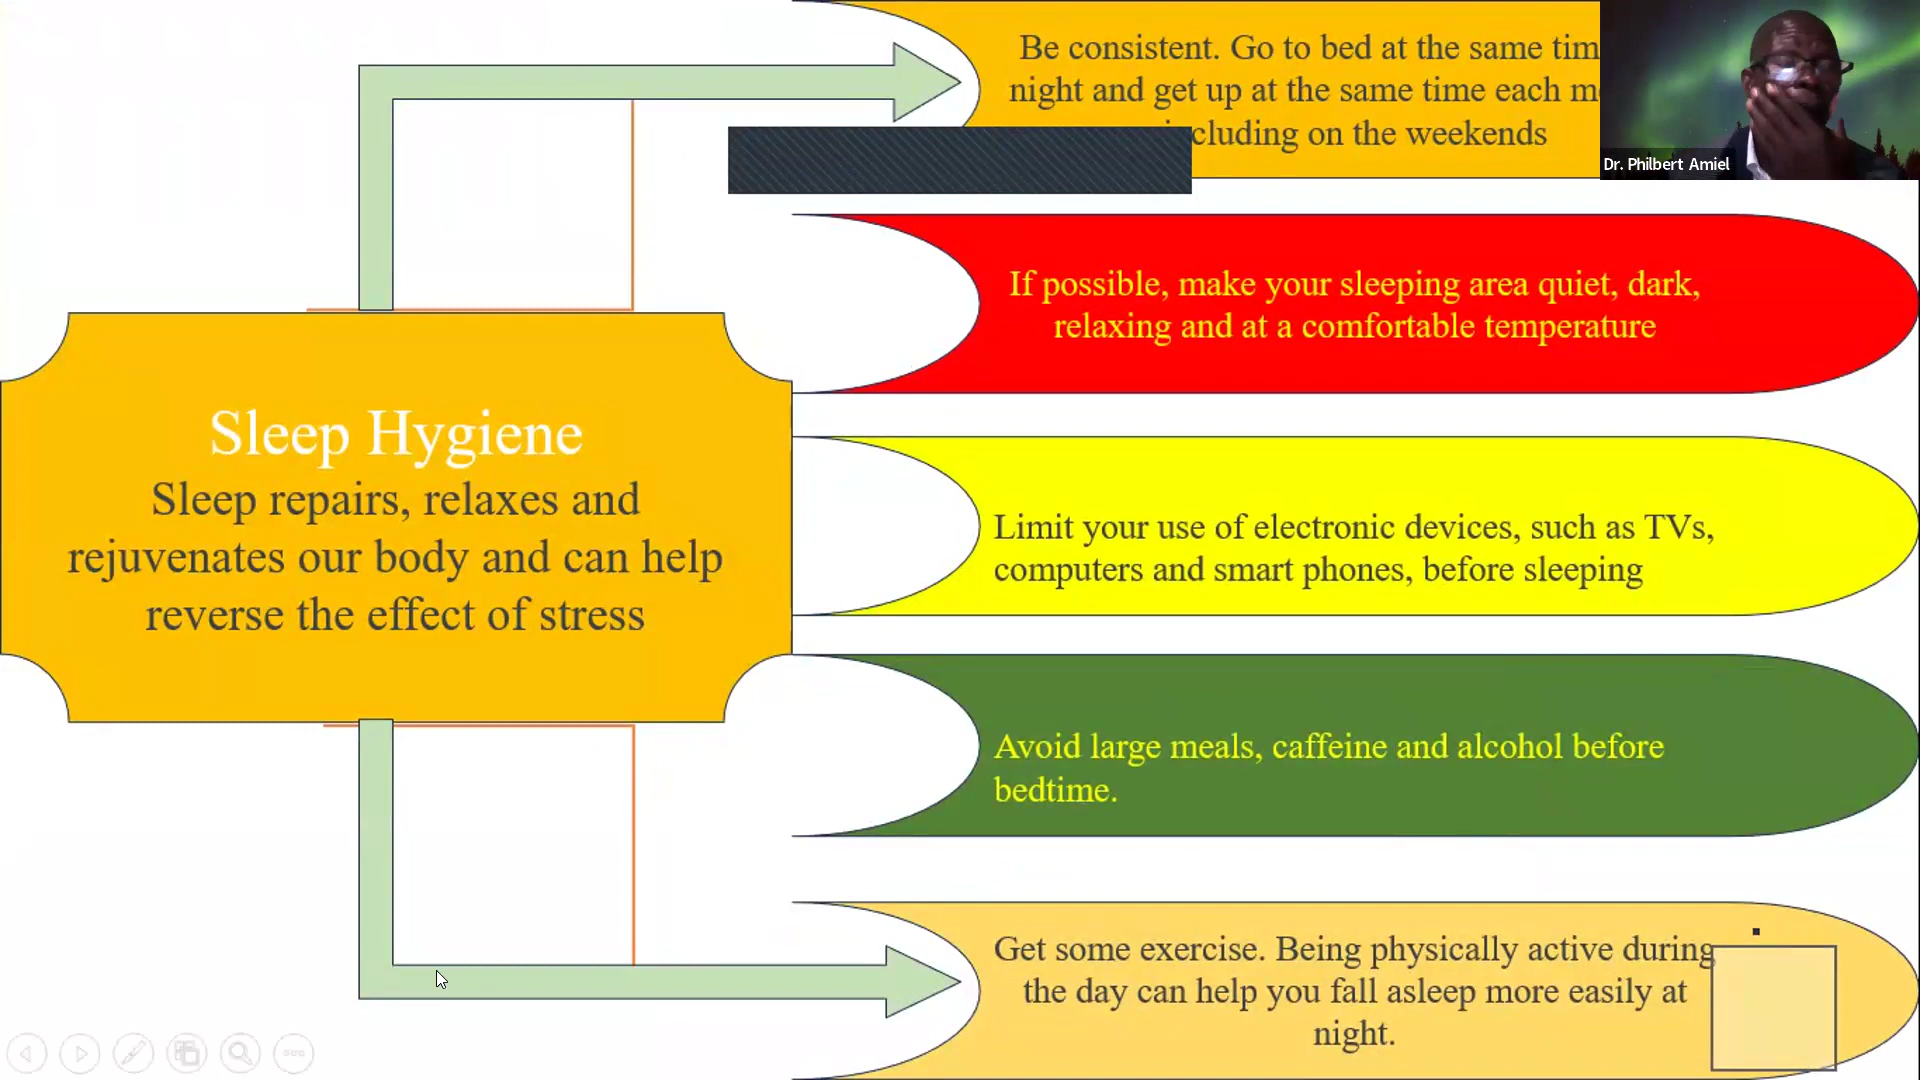 Be consistent. Go to bed at the same
night and get up at the same time each
on the weekends
Dr. Philbert Amiel
If possible, make your sleeping area quiet, dark,
relaxing and at a comfortable temperature
Sleep Hygiene
Sleep repairs, relaxes and
rejuvenates our body and can help
reverse the effect of stress
Limit your use of electronic devices, such as TVs,
computers and smart phones, before sleeping
Avoid large meals, caffeine and alcohol before
bedtime.
Get some exercise. Being physically active during
the day can help you fall asleep more easily at
night.